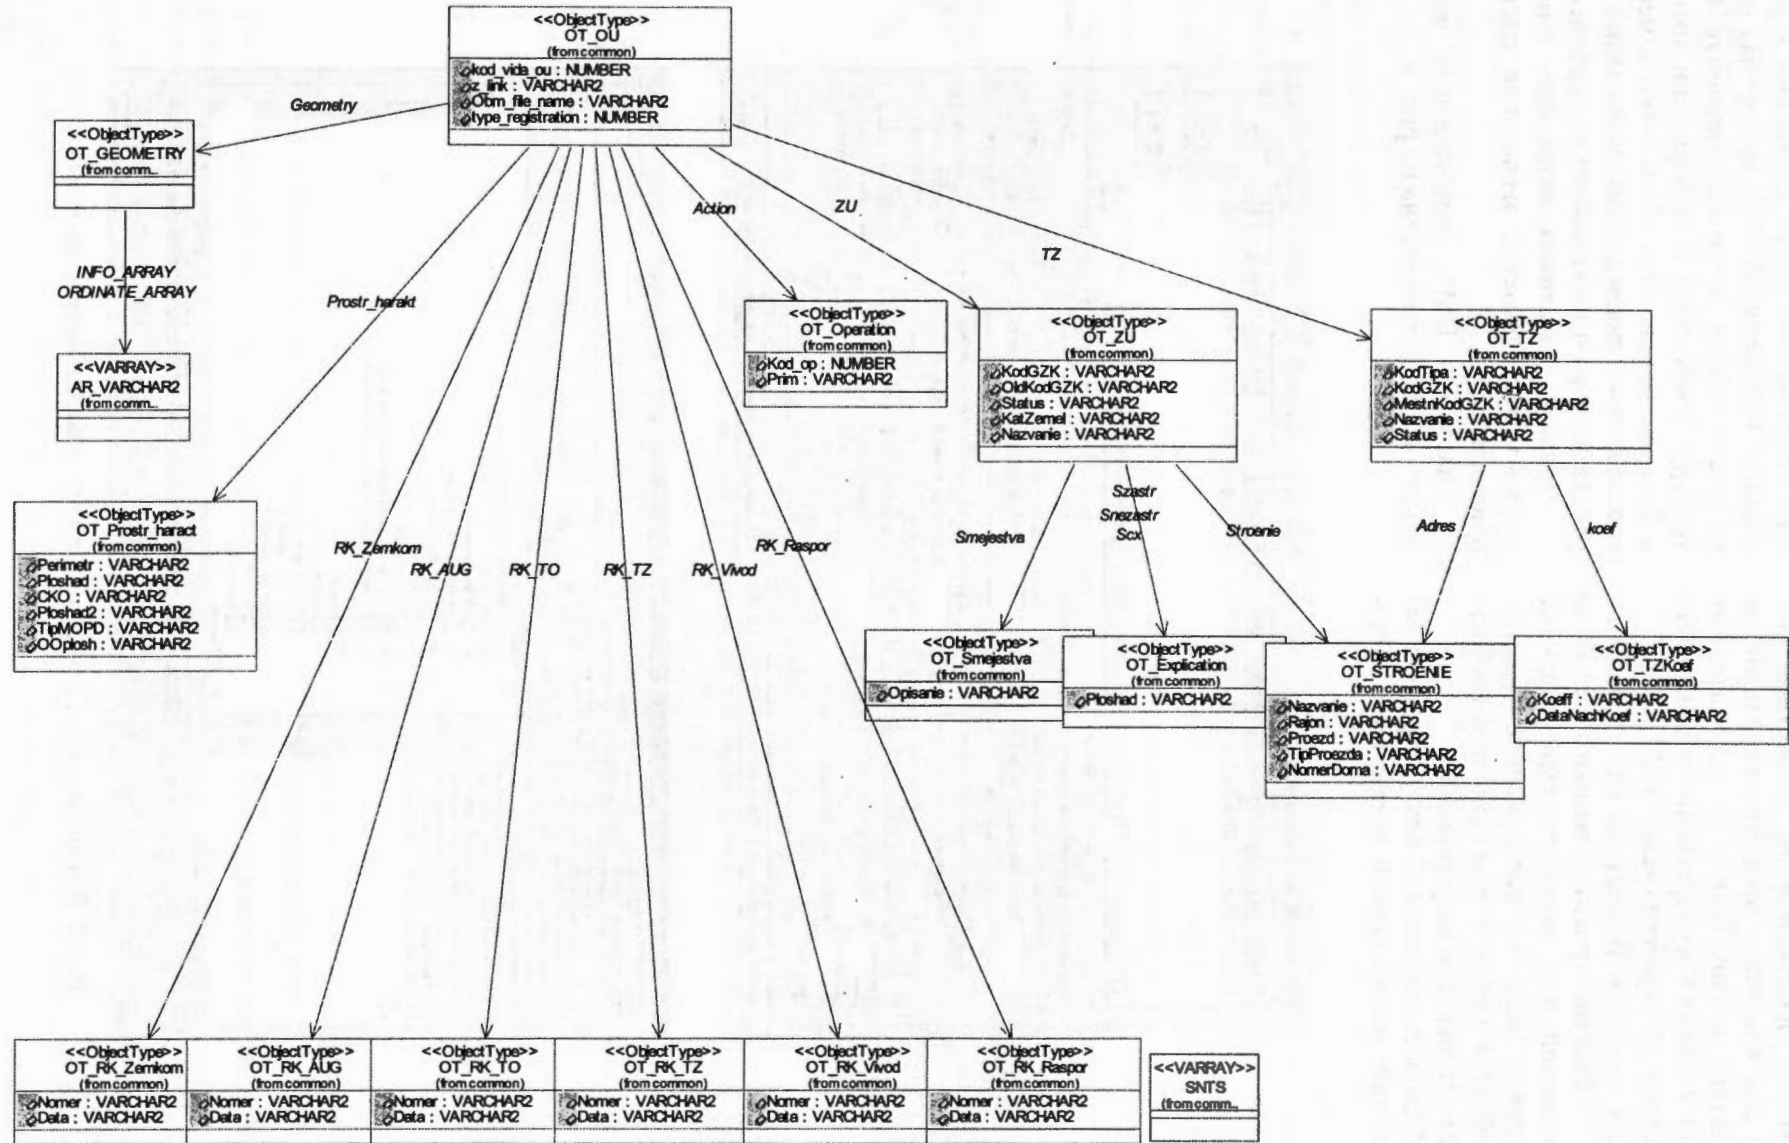 <<ObjectType>>
OT_OU
(from common)
kod_vida_ou : NUMBER
z_link : VARCHAR2
Obm_file_name : VARCHAR2
type_registration : NUMBER
Geometry
<<ObjectType>>
OT_GEOMETRY
(from comm...
INFO_ARRAY
ORDINATE_ARRAY
<<VARRAY>>
AR_VARCHAR2
(from comm...
Prostr_harakt
Action
ZU
TZ
<<ObjectType>>
OT_Operation
(from common)
Kod_op : NUMBER
Prim : VARCHAR2
<<ObjectType>>
OT_ZU
(from common)
KodGZK : VARCHAR2
OldKodGZK : VARCHAR2
Status : VARCHAR2
KatZemel : VARCHAR2
Nazvanie : VARCHAR2
<<ObjectType>>
OT_TZ
(from common)
KodTipa : VARCHAR2
KodGZK : VARCHAR2
MestnKodGZK : VARCHAR2
Nazvanie : VARCHAR2
Status : VARCHAR2
<<ObjectType>>
OT_Prostr_haract
(from common)
Perimetr : VARCHAR2
Ploshad : VARCHAR2
CKO : VARCHAR2
Ploshad2 : VARCHAR2
TipMOPD : VARCHAR2
OOplosh : VARCHAR2
RK_Zemkom
RK_AUG
RK_TO
RK_TZ
RK_Vivod
RK_Raspor
Smejestva
Szastr
Snezastr
Scx
Stroenie
Adres
koef
<<ObjectType>>
OT_Smejestva
(from common)
Opisanie : VARCHAR2
<<ObjectType>>
OT_Explication
(from common)
Ploshad : VARCHAR2
<<ObjectType>>
OT_STROENIE
(from common)
Nazvanie : VARCHAR2
Rajon : VARCHAR2
Proezd : VARCHAR2
TipProezda : VARCHAR2
NomerDoma : VARCHAR2
<<ObjectType>>
OT_TZKoef
(from common)
Koeff : VARCHAR2
DataNachKoef : VARCHAR2
<<ObjectType>>
OT_RK_Zemkom
(from common)
Nomer : VARCHAR2
Data : VARCHAR2
<<ObjectType>>
OT_RK_AUG
(from common)
Nomer : VARCHAR2
Data : VARCHAR2
<<ObjectType>>
OT_RK_TO
(from common)
Nomer : VARCHAR2
Data : VARCHAR2
<<ObjectType>>
OT_RK_TZ
(from common)
Nomer : VARCHAR2
Data : VARCHAR2
<<ObjectType>>
OT_RK_Vivod
(from common)
Nomer : VARCHAR2
Data : VARCHAR2
<<ObjectType>>
OT_RK_Raspor
(from common)
Nomer : VARCHAR2
Data : VARCHAR2
<<VARRAY>>
SNTS
(from comm...